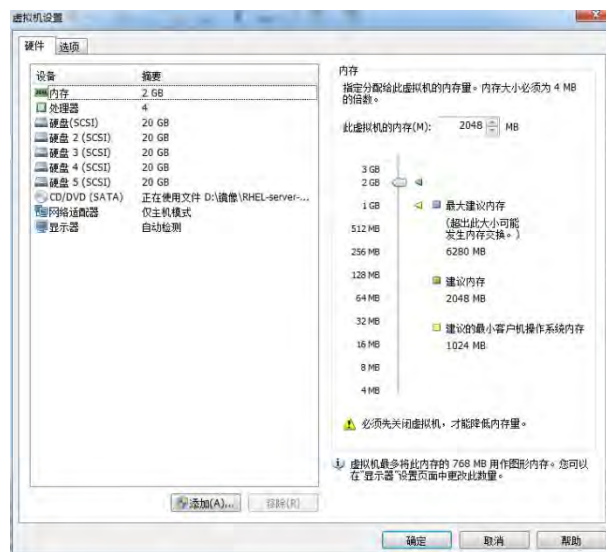 虚拟机设置
硬件 选项
设备 摘要
内存 2 GB
处理器 4
硬盘(SCSI) 20 GB
硬盘 2 (SCSI) 20 GB
硬盘 3 (SCSI) 20 GB
硬盘 4 (SCSI) 20 GB
硬盘 5 (SCSI) 20 GB
CD/DVD (SATA) 正在使用文件 D:\镜像\RHEL-server-...
网络适配器 仅主机模式
显示器 自动检测
添加(A)... 移除(R)
内存
指定分配给此虚拟机的内存量。内存大小必须为 4 MB
的倍数。
此虚拟机的内存(M): 2048 MB
3 GB
2 GB
1 GB
512 MB
256 MB
128 MB
64 MB
32 MB
16 MB
8 MB
4 MB
最大建议内存
(超出此大小可能
发生内存交换。)
6280 MB
建议内存
2048 MB
建议的最小客户机操作系统内存
1024 MB
必须先关闭虚拟机，才能降低内存量。
虚拟机最多将此内存的 768 MB 用作图形内存。您可以
在"显示器"设置页面中更改此数量。
确定 取消 帮助